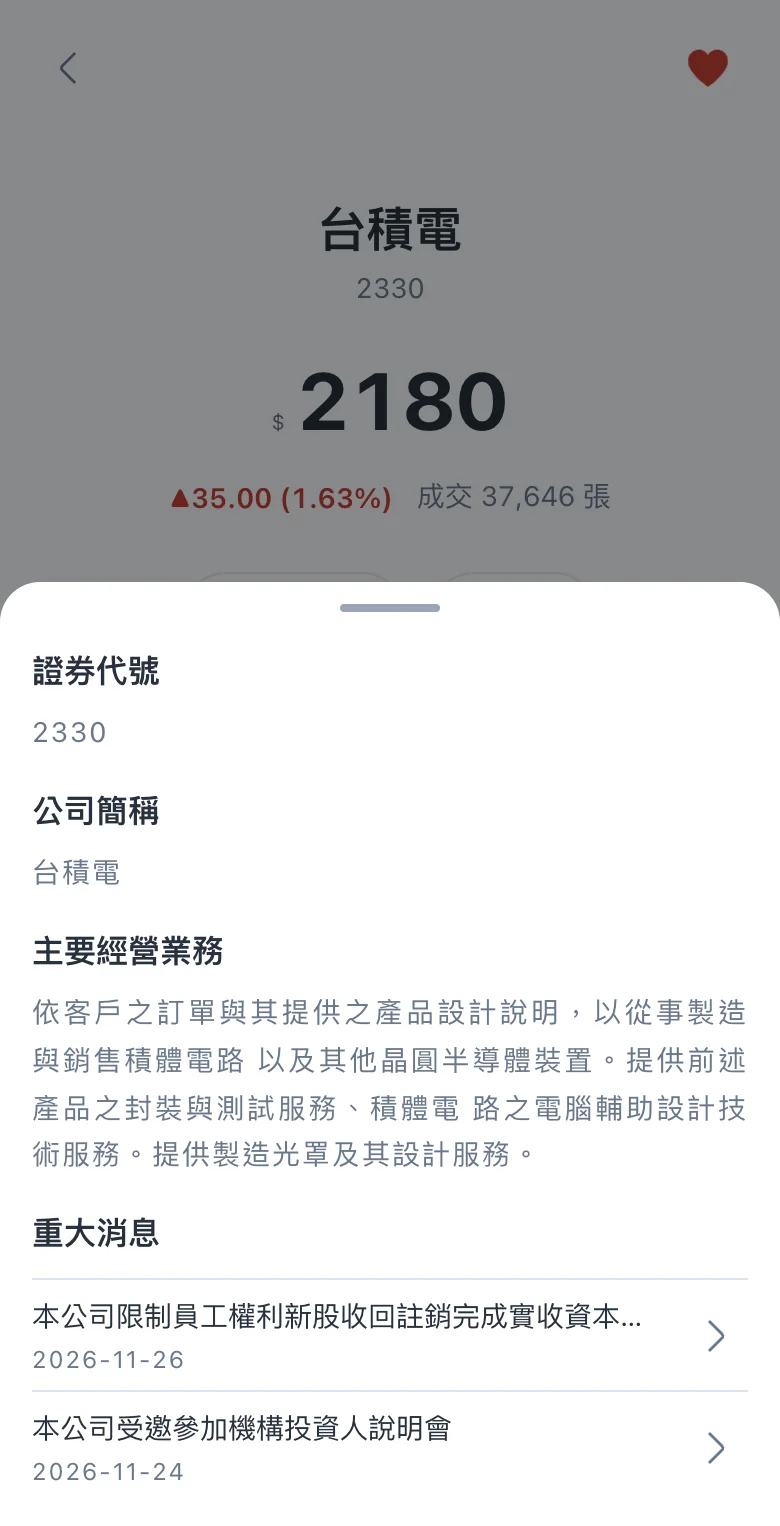 台積電
2330
$ 2180
▲35.00 (1.63%) 成交 37,646 張
證券代號
2330
公司簡稱
台積電
主要經營業務
依客戶之訂單與其提供之產品設計說明，以從事製造
與銷售積體電路 以及其他晶圓半導體裝置。提供前述
產品之封裝與測試服務、積體電 路之電腦輔助設計技
術服務。提供製造光罩及其設計服務。
重大消息
本公司限制員工權利新股收回註銷完成實收資本...
2026-11-26
本公司受邀參加機構投資人說明會
2026-11-24